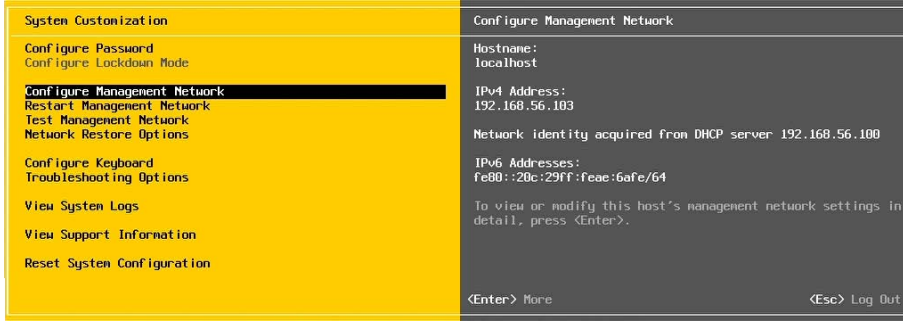 System Customization
Configure Password
Configure Lockdown Mode
Configure Management Network
Restart Management Network
Test Management Network
Network Restore Options
Configure Keyboard
Troubleshooting Options
View System Logs
View Support Information
Reset System Configuration
Configure Management Network
Hostname:
localhost
IPv4 Address:
192.168.56.103
Network identity acquired from DHCP server 192.168.56.100
IPv6 Addresses:
fe80::20c:29ff:feae:6afe/64
To view or modify this host's management network settings in
detail, press <Enter>.
<Enter> More
<Esc> Log Out